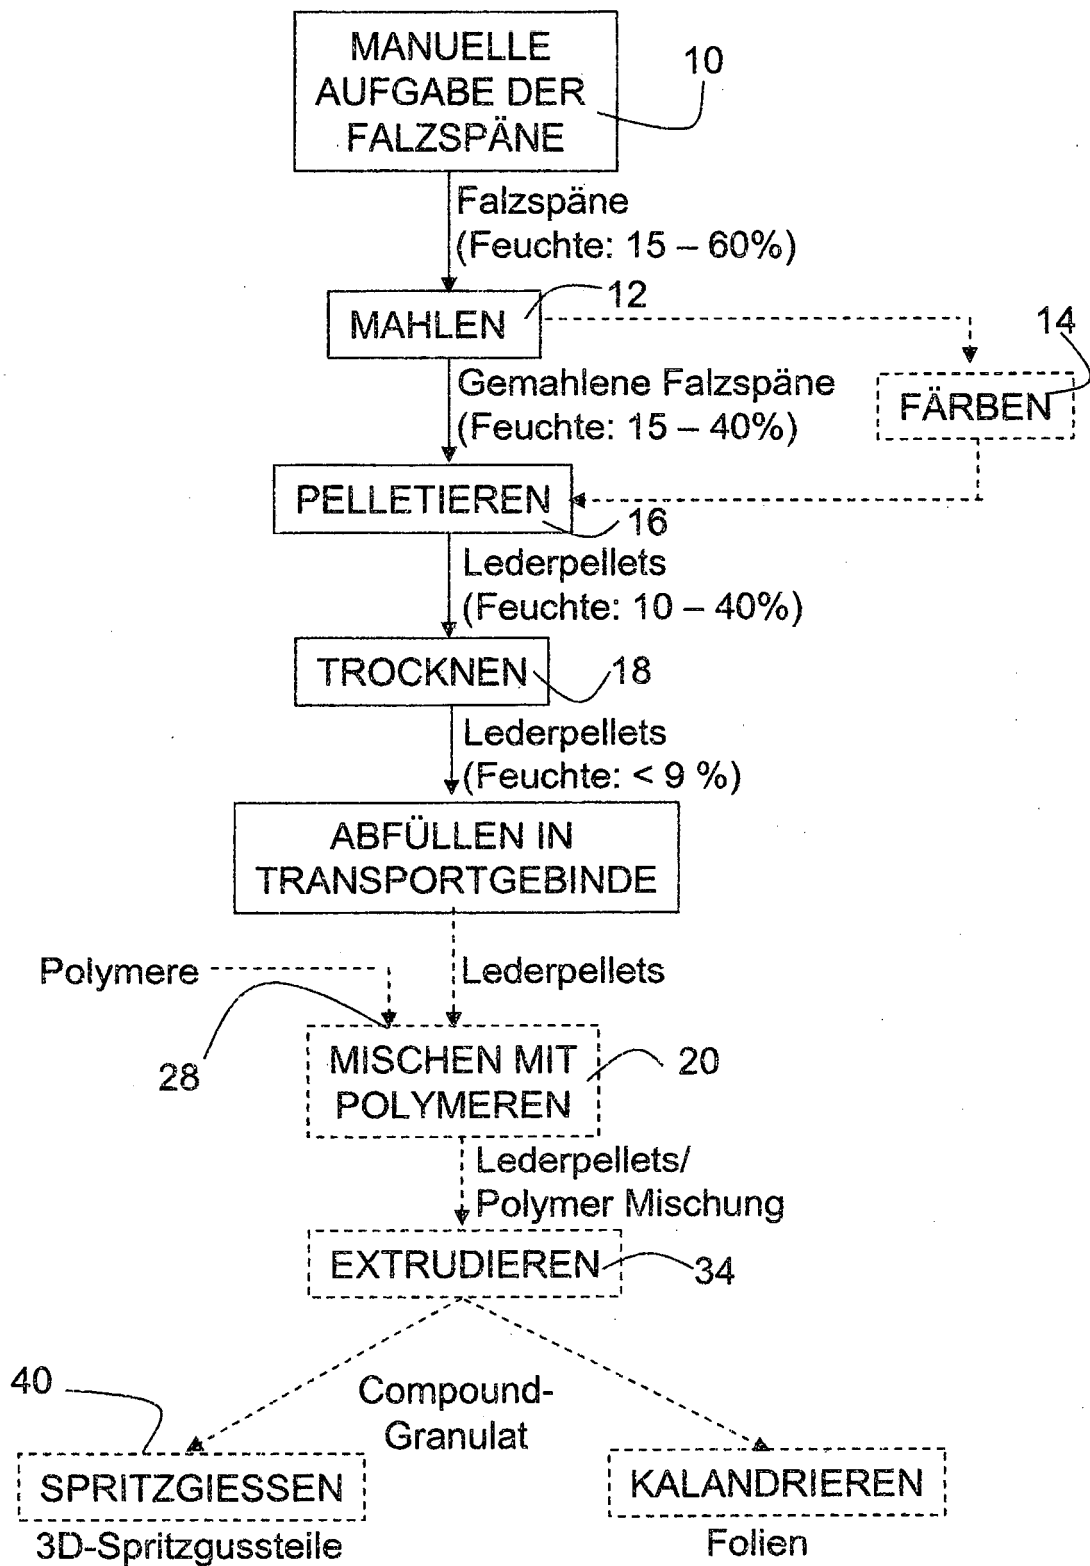 MANUELLE
AUFGABE DER
FALZSPÄNE
10
Falzspäne
(Feuchte: 15 – 60%)
MAHLEN
12
14
FÄRBEN
Gemahlene Falzspäne
(Feuchte: 15 – 40%)
PELLETIEREN
16
Lederpellets
(Feuchte: 10 – 40%)
TROCKNEN
18
Lederpellets
(Feuchte: < 9 %)
ABFÜLLEN IN
TRANSPORTGEBINDE
Polymere
Lederpellets
28
MISCHEN MIT
POLYMEREN
20
Lederpellets/
Polymer Mischung
EXTRUDIEREN
34
40
Compound-
Granulat
SPRITZGIESSEN
3D-Spritzgussteile
KALANDRIEREN
Folien